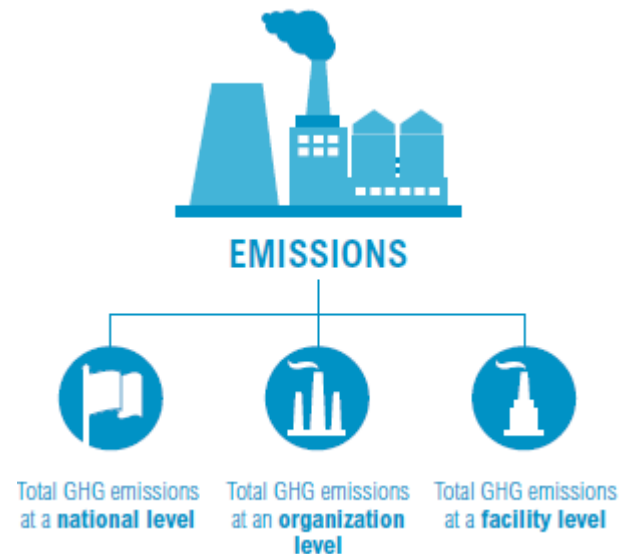 EMISSIONS
Total GHG emissions
at a national level
Total GHG emissions
at an organization
level
Total GHG emissions
at a facility level